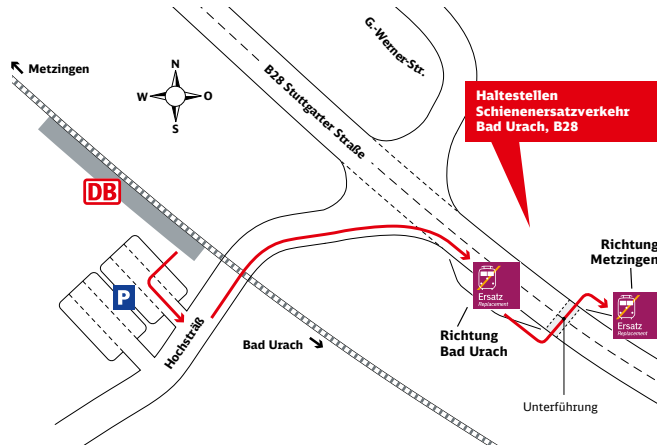 Metzingen
N
W
O
S
G.-Werner-Str.
B28 Stuttgarter Straße
Haltestellen
Schienenersatzverkehr
Bad Urach, B28
DB
P
Hochsträß
Bad Urach
Ersatz
Replacement
Richtung
Bad Urach
Richtung
Metzingen
Ersatz
Replacement
Unterführung